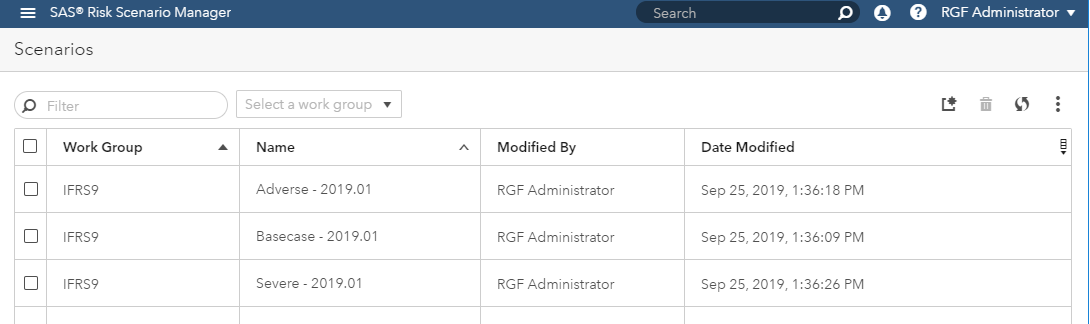 SAS® Risk Scenario Manager Search RGF Administrator
Scenarios
Filter Select a work group
Work Group Name Modified By Date Modified
IFRS9 Adverse - 2019.01 RGF Administrator Sep 25, 2019, 1:36:18 PM
IFRS9 Basecase - 2019.01 RGF Administrator Sep 25, 2019, 1:36:09 PM
IFRS9 Severe - 2019.01 RGF Administrator Sep 25, 2019, 1:36:26 PM